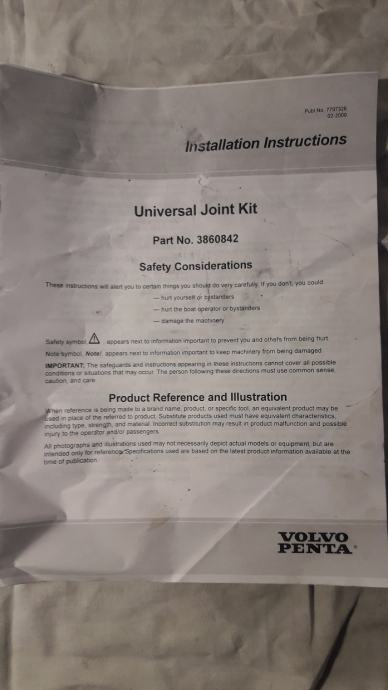 Publ No. 7797326
02-2000
Installation Instructions
Universal Joint Kit
Part No. 3860842
Safety Considerations
These instructions will alert you to certain things you should do very carefully. If you don't, you could
— hurt yourself or bystanders
— hurt the boat operator or bystanders
— damage the machinery
Safety symbol appears next to information important to prevent you and others from being hurt.
Note symbol, Note! appears next to information important to keep machinery from being damaged.
IMPORTANT: The safeguards and instructions appearing in these instructions cannot cover all possible
conditions or situations that may occur. The person following these directions must use common sense,
caution, and care.
Product Reference and Illustration
When reference is being made to a brand name, product, or specific tool, an equivalent product may be
used in place of the referred to product. Substitute products used must have equivalent characteristics,
including type, strength, and material. Incorrect substitution may result in product malfunction and possible
injury to the operator and/or passengers.
All photographs and illustrations used may not necessarily depict actual models or equipment, but are
intended only for reference. Specifications used are based on the latest product information available at the
time of publication.
VOLVO
PENTA